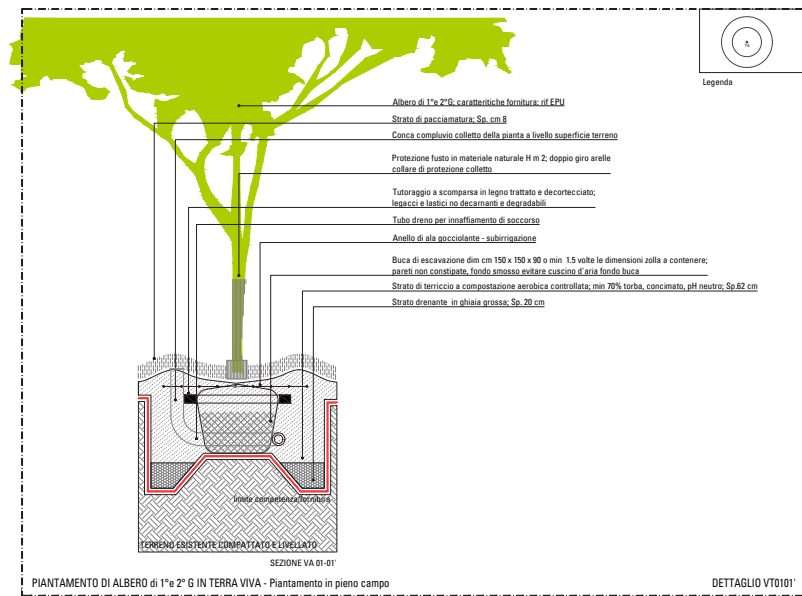 TA
Legenda
Albero di 1°e 2°G; caratteritiche fornitura: rif EPU
Strato di pacciamatura; Sp. cm 8
Conca compluvio colletto della pianta a livello superficie terreno
Protezione fusto in materiale naturale H m 2; doppio giro arelle
collare di protezione colletto
Tutoraggio a scomparsa in legno trattato e decorticciato;
legacci e lastici no decarnanti e degradabili
Tubo dreno per innaffiamento di soccorso
Anello di ala gocciolante - subirrigazione
Buca di escavazione dim cm 150 x 150 x 90 o min 1.5 volte le dimensioni zolla a contenere;
pareti non constipate, fondo smosso evitare cuscino d'aria fondo buca
Strato di terriccio a compostazione aerobica controllata; min 70% torba, concimato, pH neutro; Sp.62 cm
Strato drenante in ghiaia grossa; Sp. 20 cm
limite competenza/fornitura
TERRENO ESISTENTE COMPATTATO E LIVELLATO
SEZIONE VA 01-01'
PIANTAMENTO DI ALBERO di 1°e 2° G IN TERRA VIVA - Piantamento in pieno campo
DETTAGLIO VT0101'